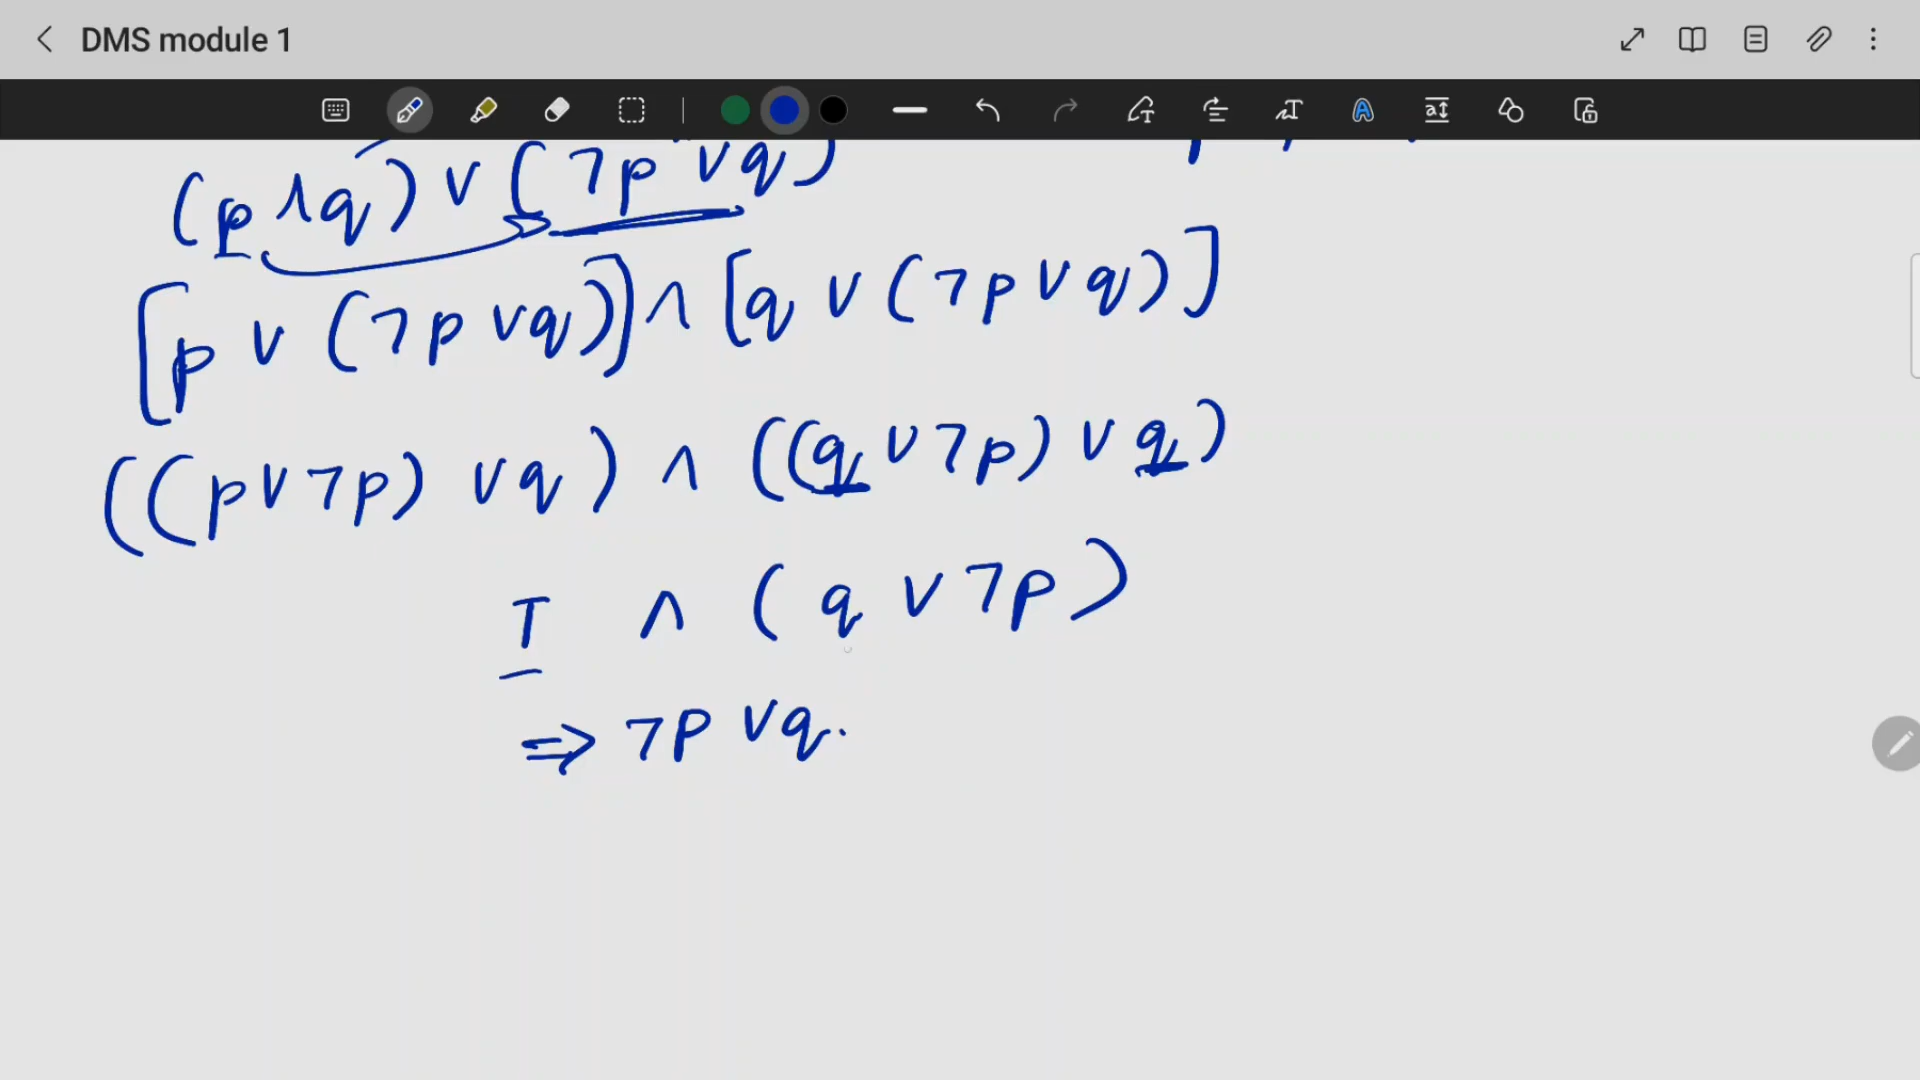 DMS module 1
(p ∧ q) ∨ (¬p ∨ q)
[p ∨ (¬p ∨ q)] ∧ [q ∨ (¬p ∨ q)]
((p ∨ ¬p) ∨ q) ∧ ((q ∨ ¬p) ∨ q)
T ∧ (q ∨ ¬p)
⇒ ¬p ∨ q.